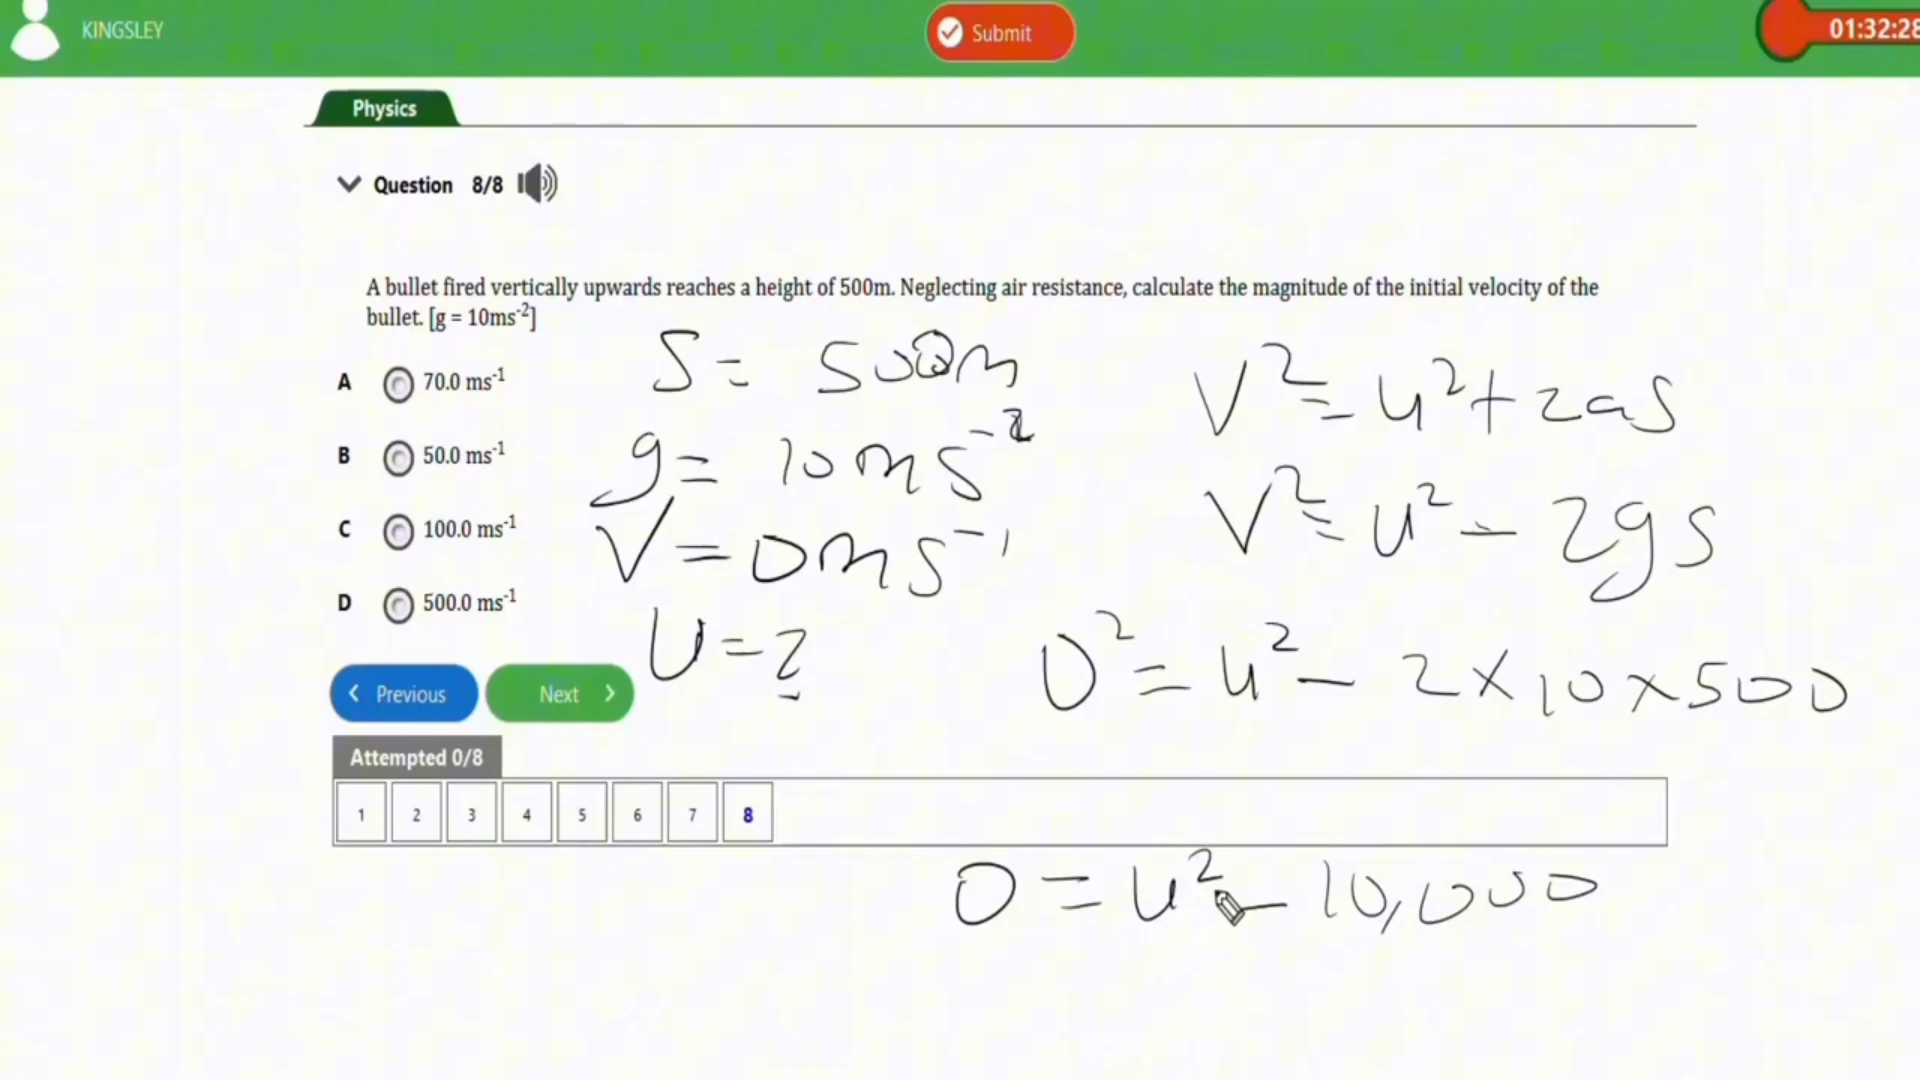 KINGSLEY
Submit
01:32:28
Physics
Question 8/8
A bullet fired vertically upwards reaches a height of 500m. Neglecting air resistance, calculate the magnitude of the initial velocity of the
bullet. [g = 10ms⁻²]
A 70.0 ms⁻¹
B 50.0 ms⁻¹
C 100.0 ms⁻¹
D 500.0 ms⁻¹
S = 500m
g = 10ms⁻²
V = 0ms⁻¹
U = ?
V² = u² + 2as
V² = u² - 2gs
0² = u² - 2 × 10 × 500
Previous
Next
Attempted 0/8
1 2 3 4 5 6 7 8
0 = u² - 10,000